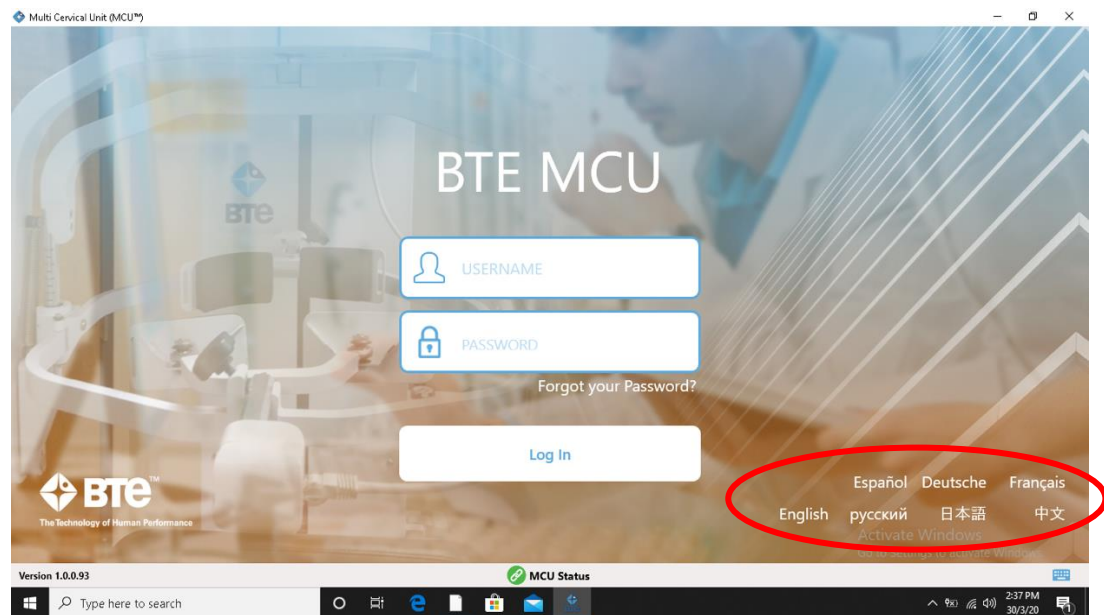 Multi Cervical Unit (MCU™)
BTE
BTE MCU
USERNAME
PASSWORD
Forgot your Password?
Log In
BTE™
The Technology of Human Performance
Español Deutsche Français
English русский 日本語 中文
Activate Windows
Go to Settings to activate Windows.
Version 1.0.0.93
MCU Status
Type here to search
2:37 PM
30/3/20
1